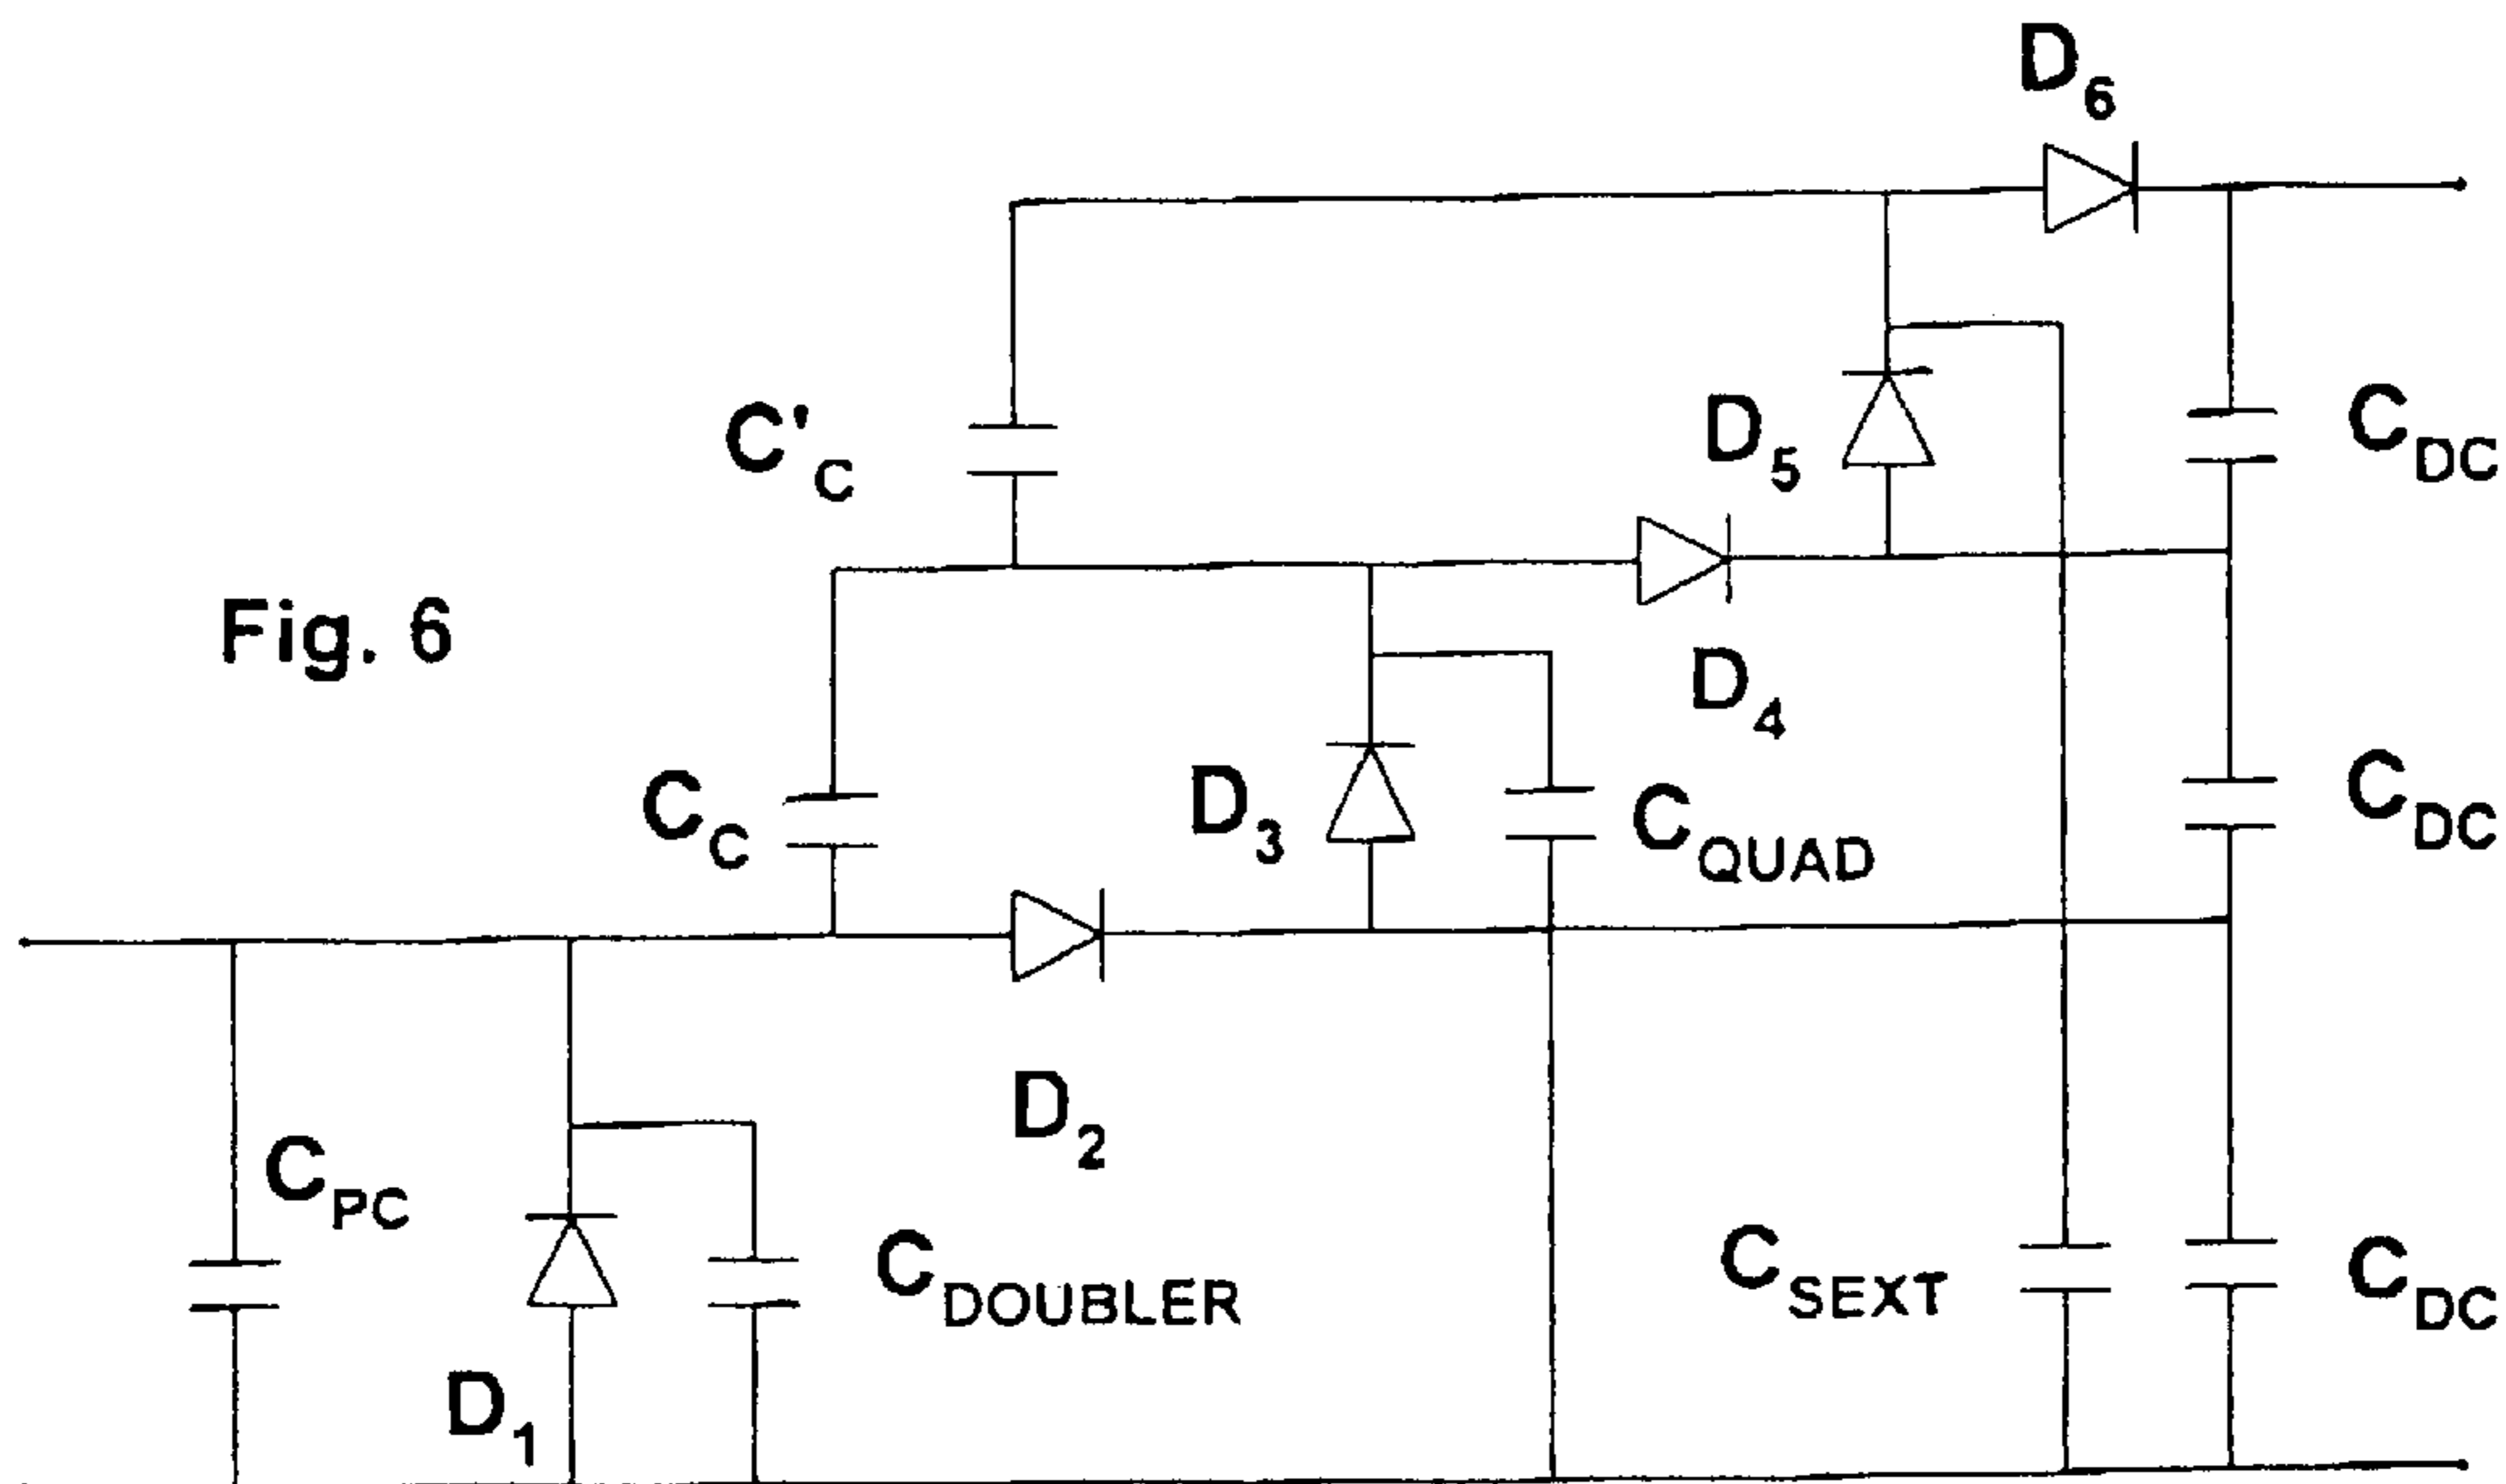 D6
C'C
D5
CDC
Fig. 6
D4
CC
D3
CQUAD
CDC
D2
CPC
CDOUBLER
CSEXT
CDC
D1